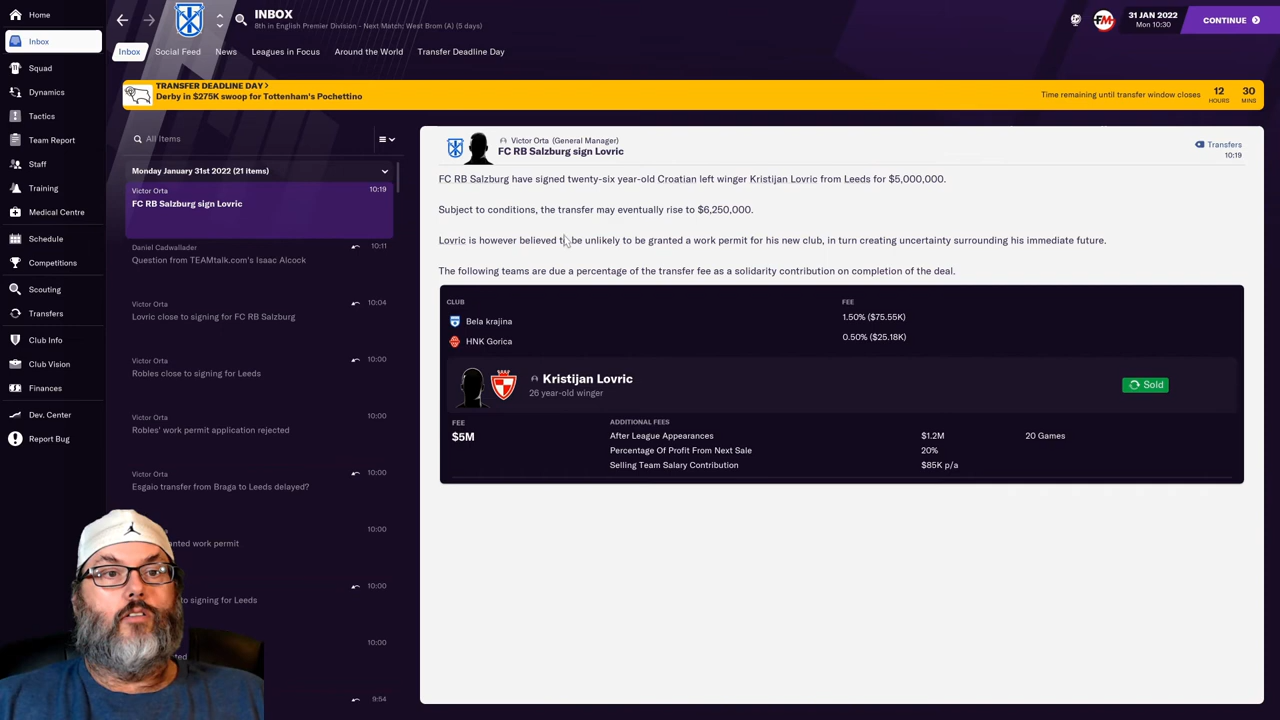 Home
Inbox
Squad
Dynamics
Tactics
Team Report
Staff
Training
Medical Centre
Schedule
Competitions
Scouting
Transfers
Club Info
Club Vision
Finances
Dev. Center
Report Bug
INBOX
8th in English Premier Division - Next Match: West Brom (A) (5 days)
FM
31 JAN 2022
Mon 10:30
CONTINUE
Inbox
Social Feed
News
Leagues in Focus
Around the World
Transfer Deadline Day
TRANSFER DEADLINE DAY >
Derby in $275K swoop for Tottenham's Pochettino
Time remaining until transfer window closes
12
HOURS
30
MINS
All Items
Monday January 31st 2022 (21 items)
Victor Orta
10:19
FC RB Salzburg sign Lovric
Daniel Cadwallader
10:11
Question from TEAMtalk.com's Isaac Alcock
Victor Orta
10:04
Lovric close to signing for FC RB Salzburg
Victor Orta
10:00
Robles close to signing for Leeds
Victor Orta
10:00
Robles' work permit application rejected
Victor Orta
10:00
Esgaio transfer from Braga to Leeds delayed?
10:00
anted work permit
10:00
to signing for Leeds
10:00
9:54
Victor Orta (General Manager)
FC RB Salzburg sign Lovric
Transfers
10:19
FC RB Salzburg have signed twenty-six year-old Croatian left winger Kristijan Lovric from Leeds for $5,000,000.
Subject to conditions, the transfer may eventually rise to $6,250,000.
Lovric is however believed to be unlikely to be granted a work permit for his new club, in turn creating uncertainty surrounding his immediate future.
The following teams are due a percentage of the transfer fee as a solidarity contribution on completion of the deal.
CLUB
FEE
Bela krajina
1.50% ($75.55K)
HNK Gorica
0.50% ($25.18K)
Kristijan Lovric
26 year-old winger
Sold
FEE
$5M
ADDITIONAL FEES
After League Appearances
$1.2M
20 Games
Percentage Of Profit From Next Sale
20%
Selling Team Salary Contribution
$85K p/a